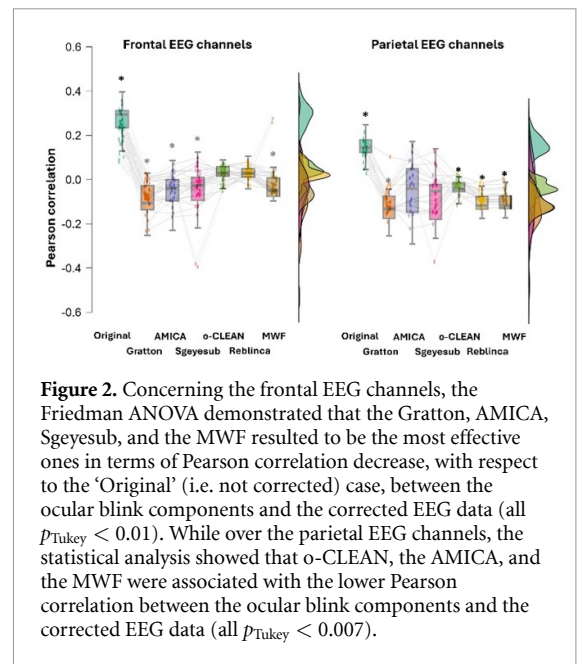 Frontal EEG channels
Parietal EEG channels
0.6
0.4
0.2
0.0
-0.2
-0.4
-0.6
Pearson correlation
*
*
*
*
*
*
*
*
*
*
Original AMICA o-CLEAN MWF
Gratton Sgeyesub Reblinca
Original AMICA o-CLEAN MWF
Gratton Sgeyesub Reblinca
Figure 2. Concerning the frontal EEG channels, the
Friedman ANOVA demonstrated that the Gratton, AMICA,
Sgeyesub, and the MWF resulted to be the most effective
ones in terms of Pearson correlation decrease, with respect
to the ‘Original’ (i.e. not corrected) case, between the
ocular blink components and the corrected EEG data (all
pTukey < 0.01). While over the parietal EEG channels, the
statistical analysis showed that o-CLEAN, the AMICA, and
the MWF were associated with the lower Pearson
correlation between the ocular blink components and the
corrected EEG data (all pTukey < 0.007).